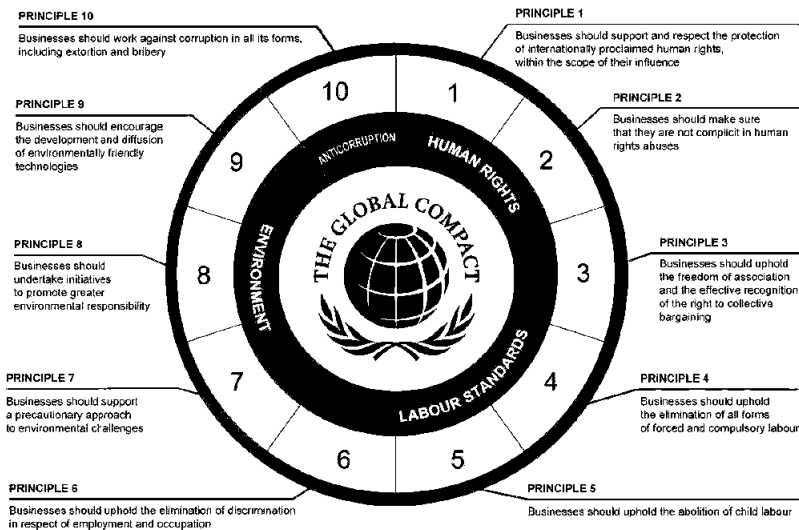 PRINCIPLE 10
Businesses should work against corruption in all its forms,
including extortion and bribery
PRINCIPLE 1
Businesses should support and respect the protection
of internationally proclaimed human rights,
within the scope of their influence
PRINCIPLE 9
Businesses should encourage
the development and diffusion
of environmentally friendly
technologies
PRINCIPLE 2
Businesses should make sure
that they are not complicit in human
rights abuses
PRINCIPLE 8
Businesses should
undertake initiatives
to promote greater
environmental responsibility
PRINCIPLE 3
Businesses should uphold
the freedom of association
and the effective recognition
of the right to collective
bargaining
PRINCIPLE 7
Businesses should support
a precautionary approach
to environmental challenges
PRINCIPLE 4
Businesses should uphold
the elimination of all forms
of forced and compulsory labour
PRINCIPLE 6
Businesses should uphold the elimination of discrimination
in respect of employment and occupation
PRINCIPLE 5
Businesses should uphold the abolition of child labour
10
1
9
2
8
3
7
4
6
5
ANTICORRUPTION
HUMAN RIGHTS
ENVIRONMENT
LABOUR STANDARDS
THE GLOBAL COMPACT